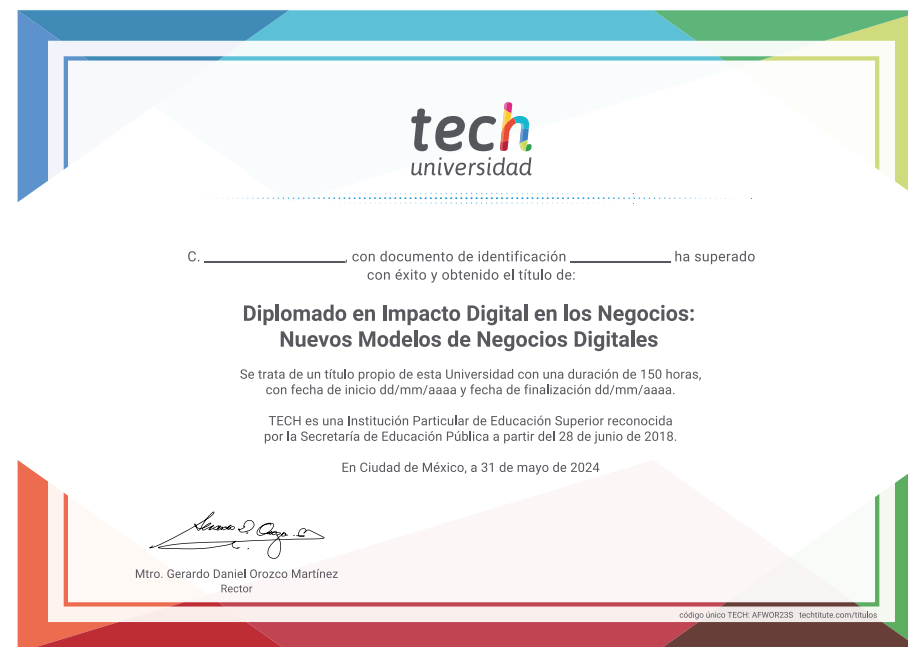 tech
universidad
C. ____________, con documento de identificación ____________ ha superado
con éxito y obtenido el título de:
Diplomado en Impacto Digital en los Negocios:
Nuevos Modelos de Negocios Digitales
Se trata de un título propio de esta Universidad con una duración de 150 horas,
con fecha de inicio dd/mm/aaaa y fecha de finalización dd/mm/aaaa.
TECH es una Institución Particular de Educación Superior reconocida
por la Secretaría de Educación Pública a partir del 28 de junio de 2018.
En Ciudad de México, a 31 de mayo de 2024
Mtro. Gerardo Daniel Orozco Martínez
Rector
código único TECH: AFWOR23S techtitute.com/titulos